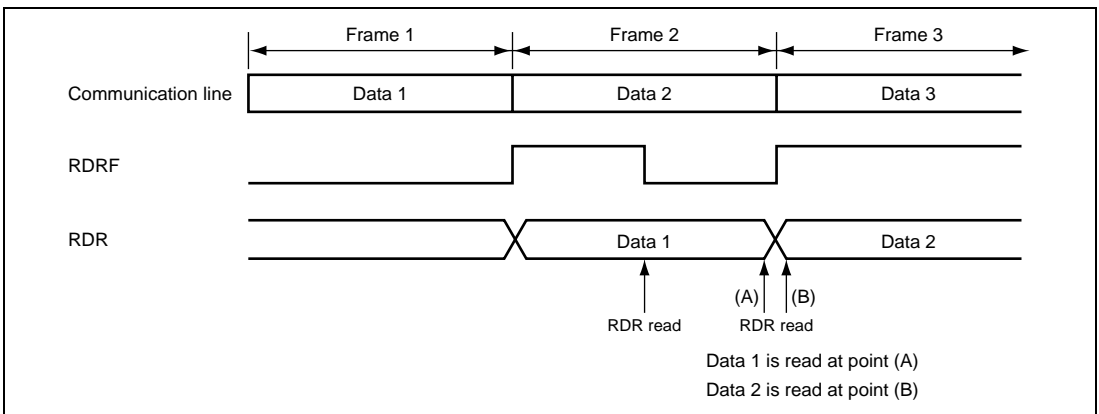 Frame 1 Frame 2 Frame 3
Communication line Data 1 Data 2 Data 3
RDRF
RDR Data 1 Data 2
(A) (B)
RDR read RDR read
Data 1 is read at point (A)
Data 2 is read at point (B)